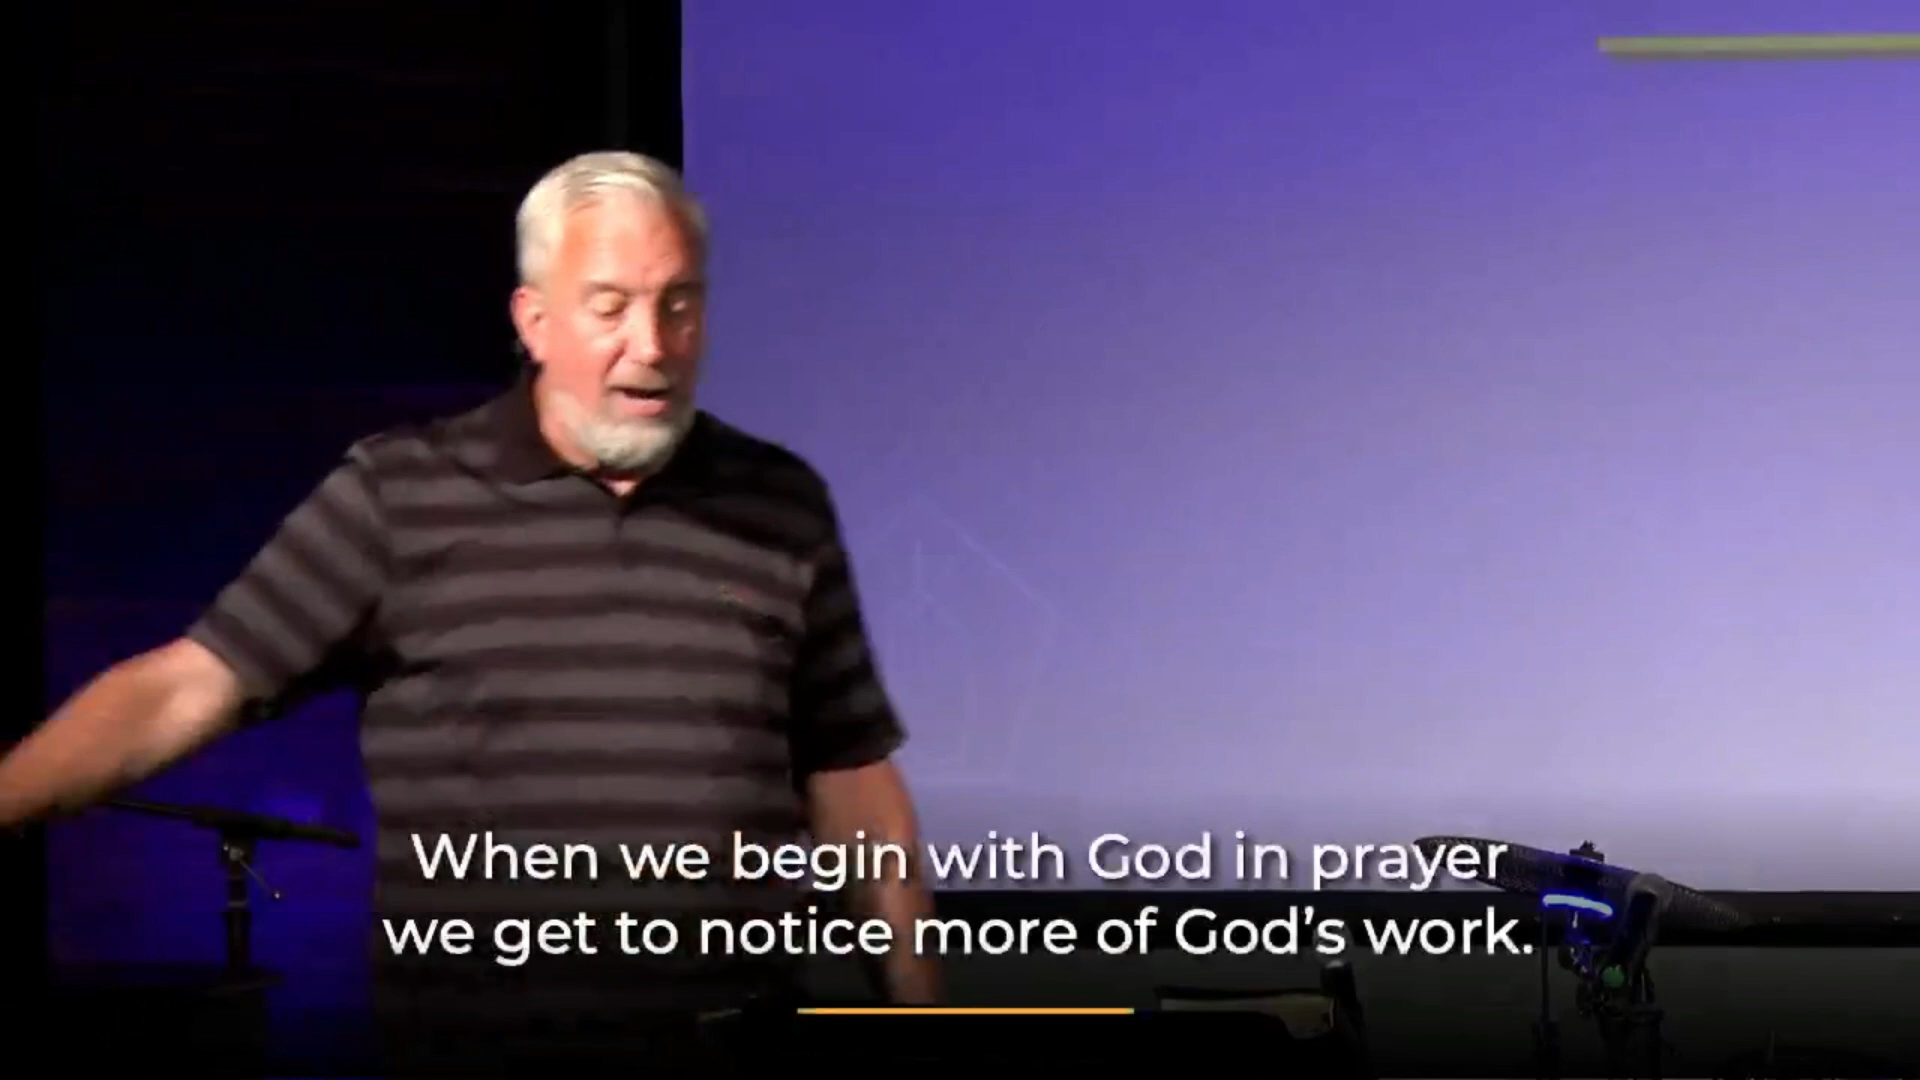 When we begin with God in prayer
we get to notice more of God’s work.